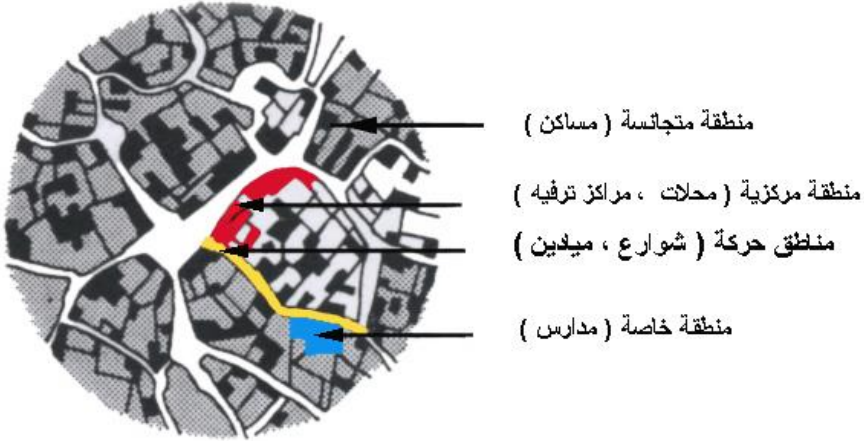 منطقة متجانسة ( مساكن )
منطقة مركزية ( محلات ، مراكز ترفيه )
مناطق حركة ( شوارع ، ميادين )
منطقة خاصة ( مدارس )